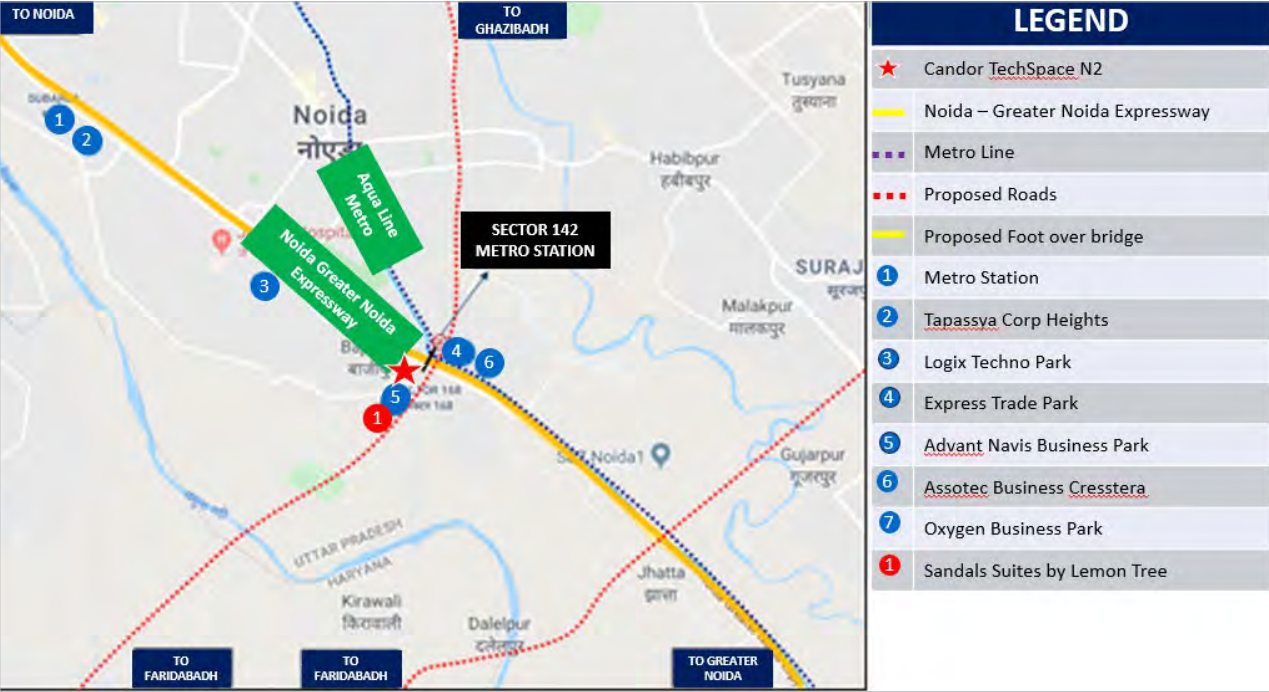 TO NOIDA
TO
GHAZIBADH
Tusyana
तुस्याना
1
2
Noida
नोएडा
Habibpur
हबीबपुर
Aqua Line
Metro
SECTOR 142
METRO STATION
Noida Greater Noida
Expressway
3
SURAJ
सूरजपु
Malakpur
मालकपुर
4
6
5
1
Noida1
Gujarpur
गूजरपुर
UTTAR PRADESH
HARYANA
Jhatta
झात्ता
Kirawali
किरावाली
Dalelpur
दलेलपुर
TO
FARIDABADH
TO
FARIDABADH
TO GREATER
NOIDA
LEGEND
Candor TechSpace N2
Noida – Greater Noida Expressway
Metro Line
Proposed Roads
Proposed Foot over bridge
1 Metro Station
2 Tapassya Corp Heights
3 Logix Techno Park
4 Express Trade Park
5 Advant Navis Business Park
6 Assotec Business Cresstera
7 Oxygen Business Park
1 Sandals Suites by Lemon Tree